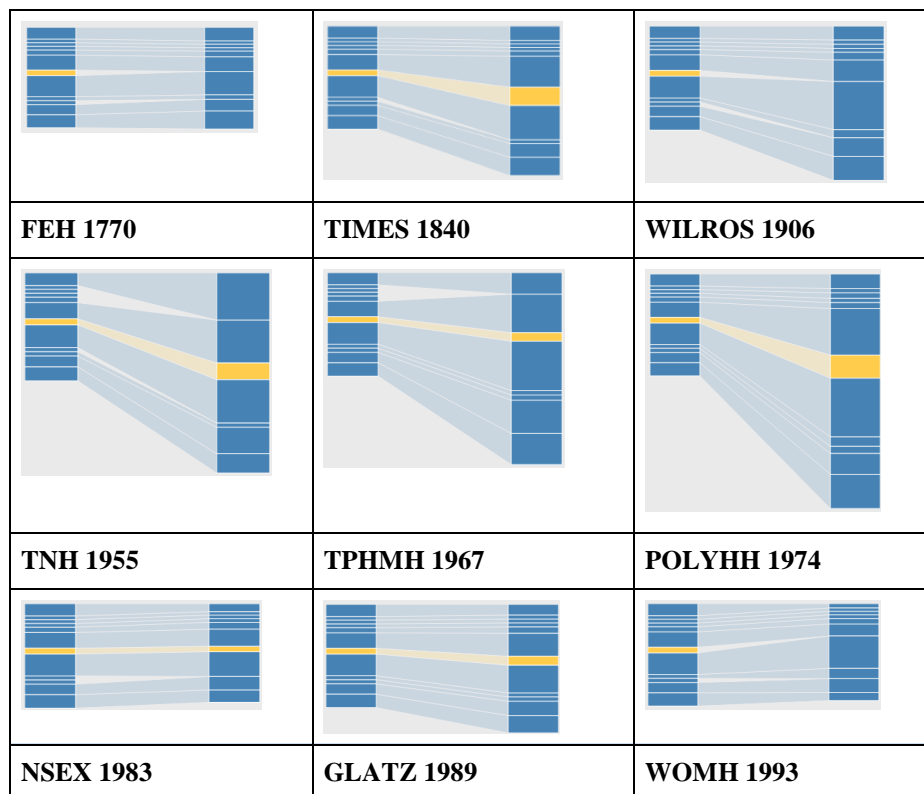 FEH 1770
TIMES 1840
WILROS 1906
TNH 1955
TPHMH 1967
POLYHH 1974
NSEX 1983
GLATZ 1989
WOMH 1993